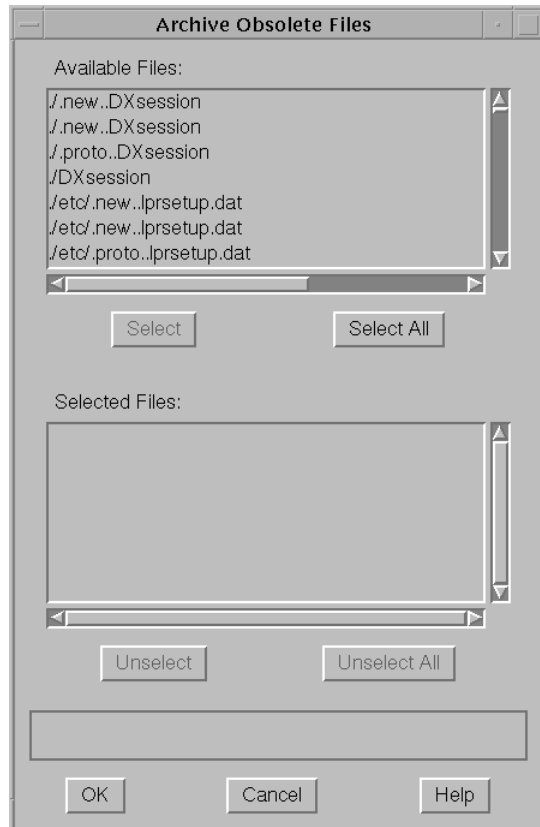 Archive Obsolete Files
Available Files:
./.new..DXsession
./.new..DXsession
./.proto..DXsession
./DXsession
./etc/.new..lprsetup.dat
./etc/.new..lprsetup.dat
./etc/.proto..lprsetup.dat
Select Select All
Selected Files:
Unselect Unselect All
OK Cancel Help